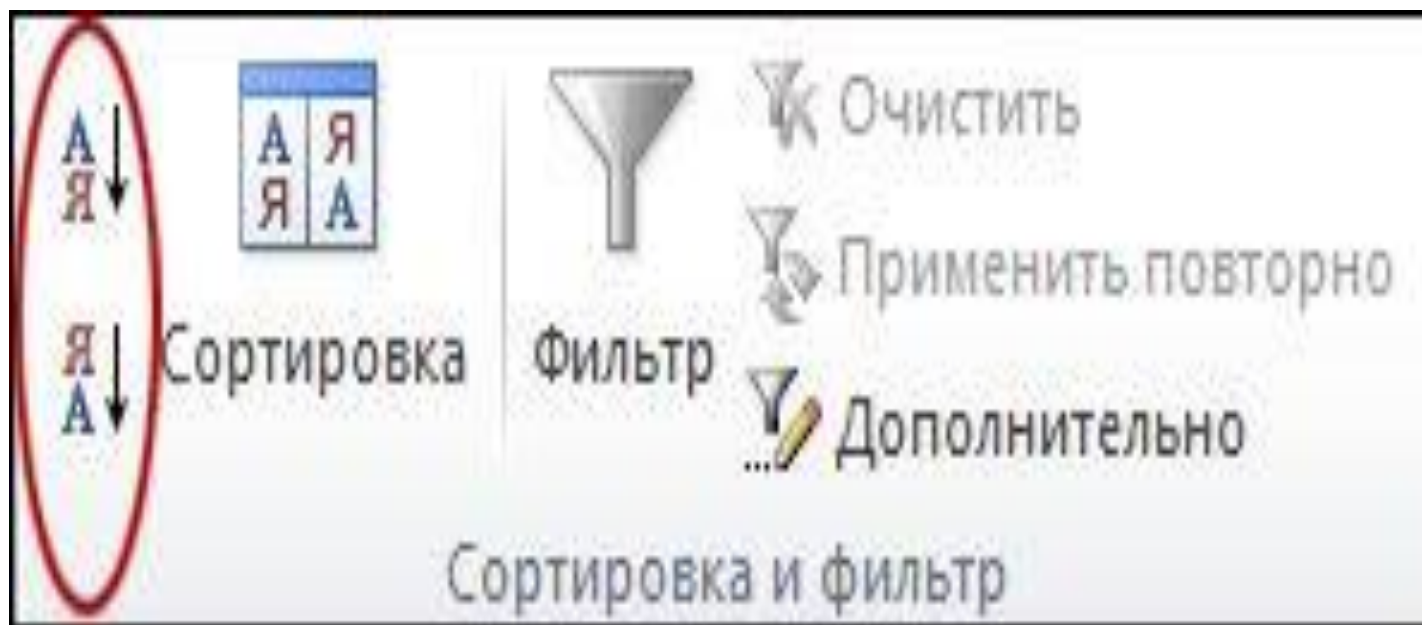 А
Я
Я
А
А Я
Я А
Сортировка
Фильтр
Очистить
Применить повторно
Дополнительно
Сортировка и фильтр